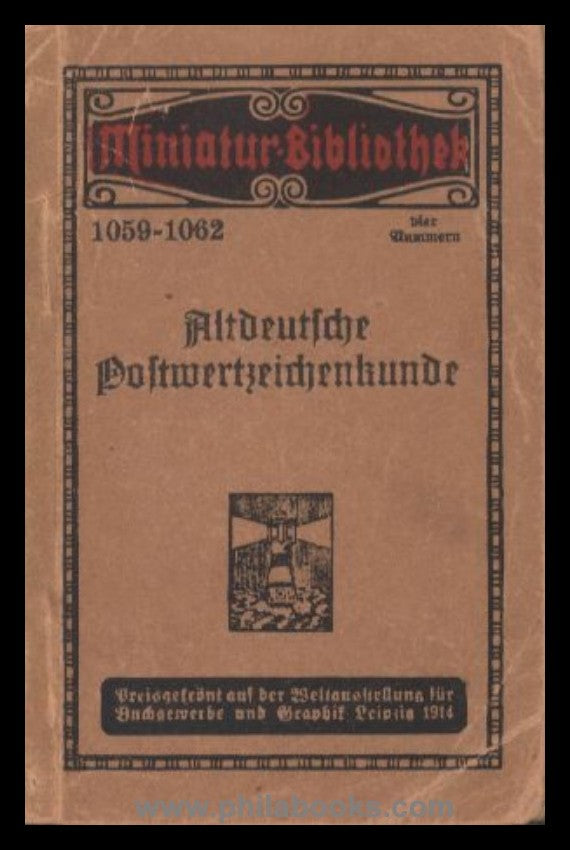 Miniatur-Bibliothek
1059-1062
vier
Nummern
Altdeutsche
Postwertzeichenkunde
Preisgekrönt auf der Weltausstellung für
Buchgewerbe und Graphik Leipzig 1914
www.philabooks.com